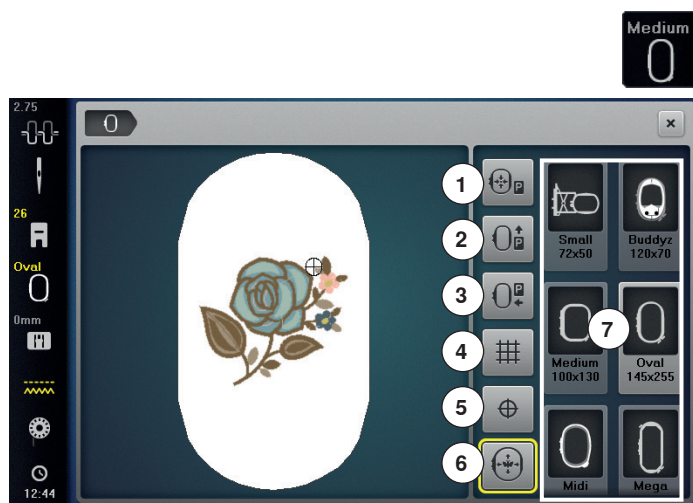 Medium
2.75
26
Oval
0mm
12:44
1
P
2
P
3
P
4
5
6
7
Small
72x50
Buddyz
120x70
Medium
100x130
Oval
145x255
Midi
Mega